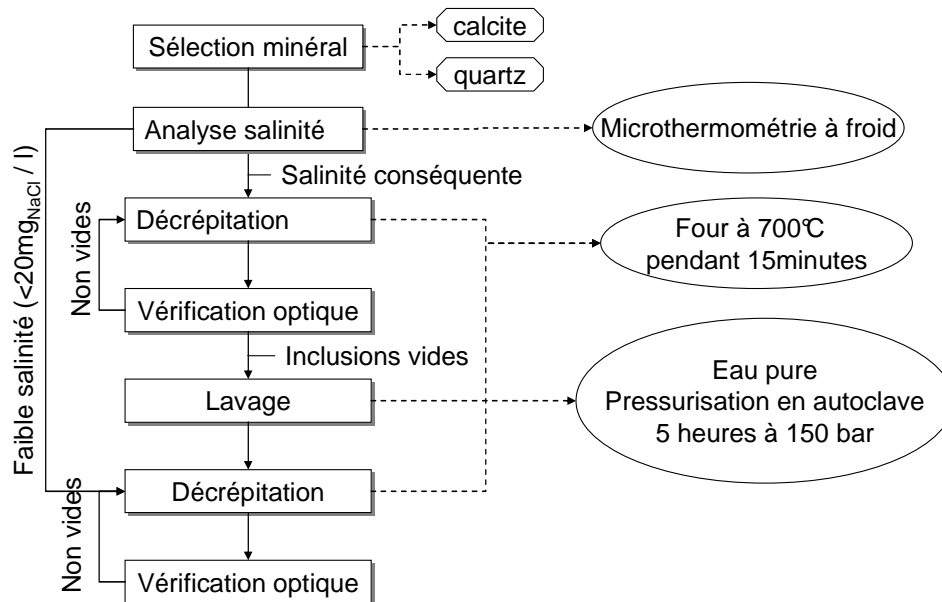 Sélection minéral
calcite
quartz
Analyse salinité
Microthermométrie à froid
Salinité conséquente
Décrépitation
Four à 700°C
pendant 15minutes
Non vides
Faible salinité (<20mg_NaCl / l)
Vérification optique
Inclusions vides
Lavage
Eau pure
Pressurisation en autoclave
5 heures à 150 bar
Décrépitation
Non vides
Vérification optique